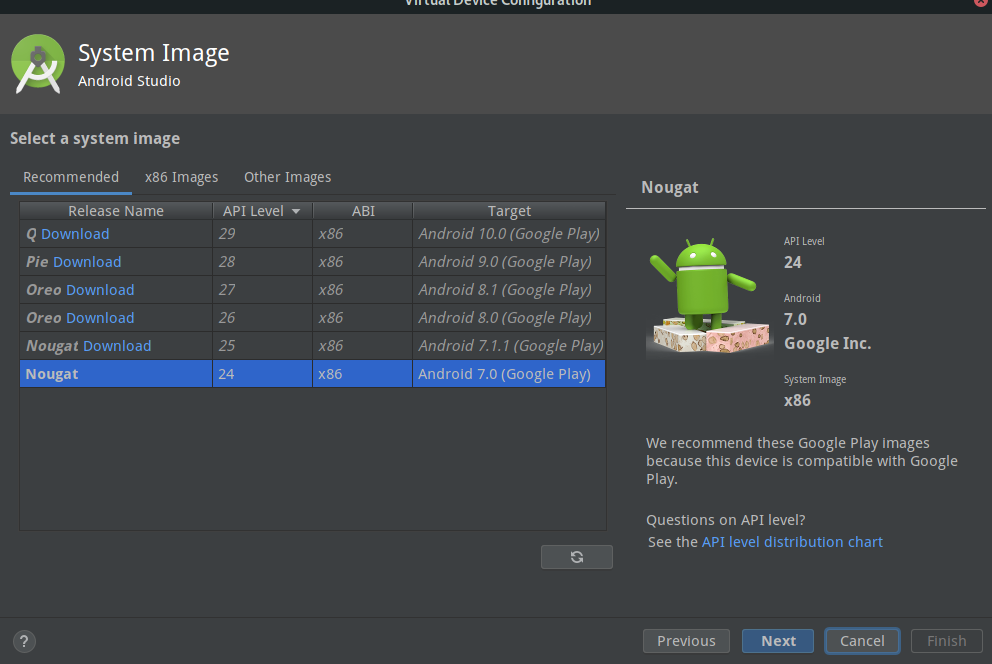 Virtual Device Configuration
System Image
Android Studio
Select a system image
Recommended x86 Images Other Images
Release Name API Level ABI Target
Q Download 29 x86 Android 10.0 (Google Play)
Pie Download 28 x86 Android 9.0 (Google Play)
Oreo Download 27 x86 Android 8.1 (Google Play)
Oreo Download 26 x86 Android 8.0 (Google Play)
Nougat Download 25 x86 Android 7.1.1 (Google Play)
Nougat 24 x86 Android 7.0 (Google Play)
Nougat
API Level
24
Android
7.0
Google Inc.
System Image
x86
We recommend these Google Play images
because this device is compatible with Google
Play.
Questions on API level?
See the API level distribution chart
? Previous Next Cancel Finish